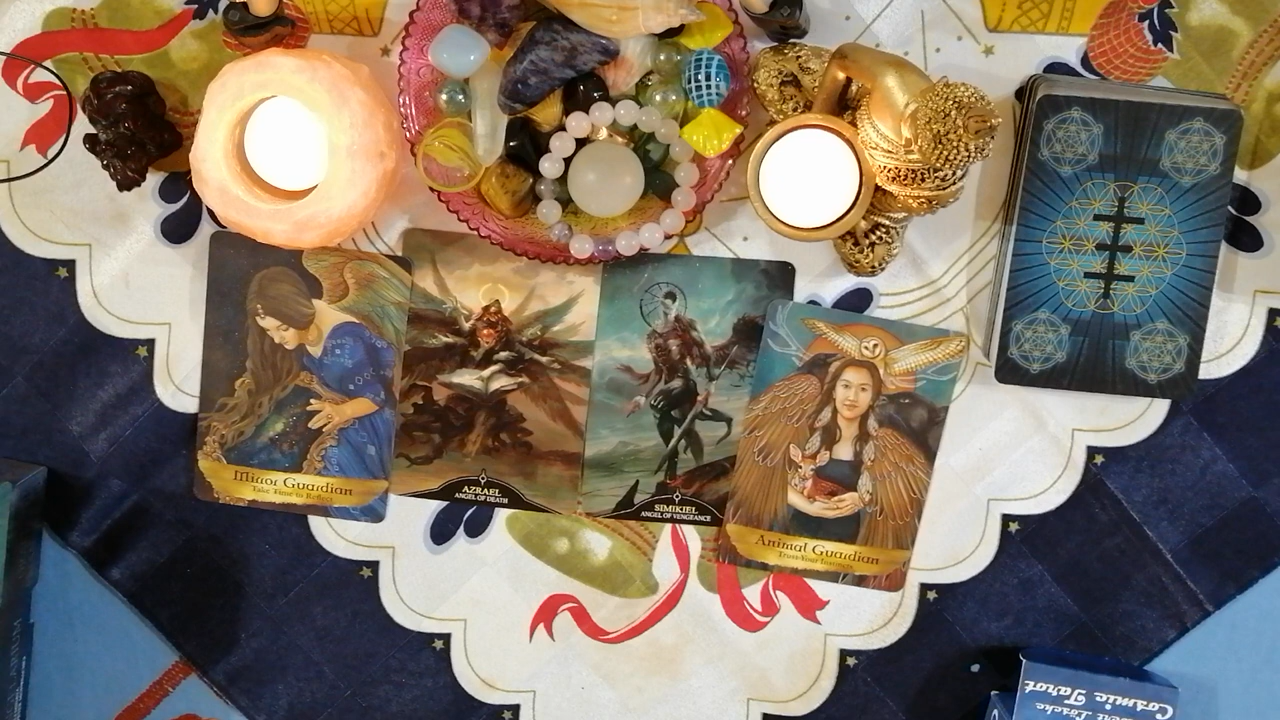 Mirror Guardian
Take Time to Reflect
AZRAEL
ANGEL OF DEATH
SIMIKIEL
ANGEL OF VENGEANCE
Animal Guardian
Trust Your Instincts
Lösche
Cosmic Tarot